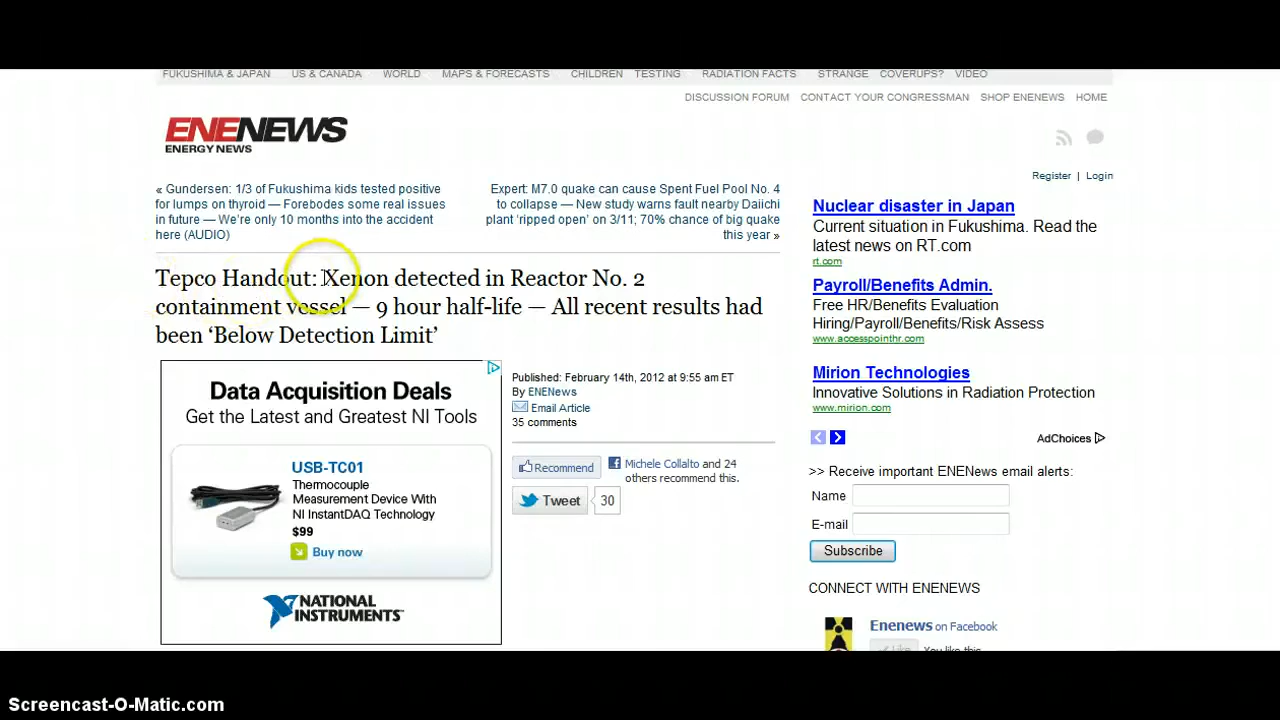 FUKUSHIMA & JAPAN US & CANADA WORLD MAPS & FORECASTS CHILDREN TESTING RADIATION FACTS STRANGE COVERUPS? VIDEO
DISCUSSION FORUM CONTACT YOUR CONGRESSMAN SHOP ENENEWS HOME
ENENEWS
ENERGY NEWS
Register | Login
« Gundersen: 1/3 of Fukushima kids tested positive
for lumps on thyroid — Forebodes some real issues
in future — We're only 10 months into the accident
here (AUDIO)
Expert: M7.0 quake can cause Spent Fuel Pool No. 4
to collapse — New study warns fault nearby Daiichi
plant 'ripped open' on 3/11; 70% chance of big quake
this year »
Tepco Handout: Xenon detected in Reactor No. 2
containment vessel — 9 hour half-life — All recent results had
been 'Below Detection Limit'
Data Acquisition Deals
Get the Latest and Greatest NI Tools
USB-TC01
Thermocouple
Measurement Device With
NI InstantDAQ Technology
$99
Buy now
NATIONAL
INSTRUMENTS
Published: February 14th, 2012 at 9:55 am ET
By ENENews
Email Article
35 comments
Recommend
Michele Collalto and 24
others recommend this.
Tweet 30
Nuclear disaster in Japan
Current situation in Fukushima. Read the
latest news on RT.com
rt.com
Payroll/Benefits Admin.
Free HR/Benefits Evaluation
Hiring/Payroll/Benefits/Risk Assess
www.accesspointhr.com
Mirion Technologies
Innovative Solutions in Radiation Protection
www.mirion.com
AdChoices
>> Receive important ENENews email alerts:
Name
E-mail
Subscribe
CONNECT WITH ENENEWS
Enenews on Facebook
Like You like this.
Screencast-O-Matic.com